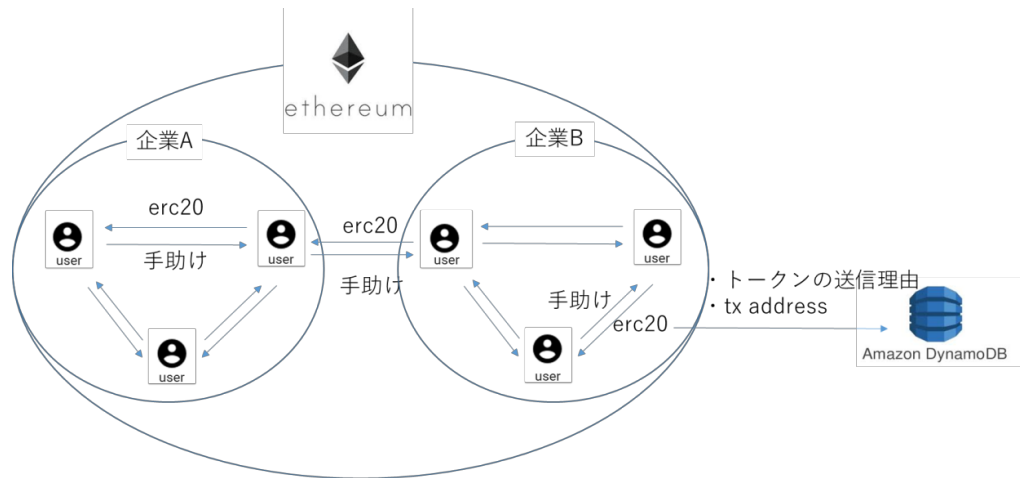 ethereum
企業A
企業B
erc20
手助け
user
user
user
erc20
手助け
user
user
user
手助け
erc20
・トークンの送信理由
・tx address
Amazon DynamoDB